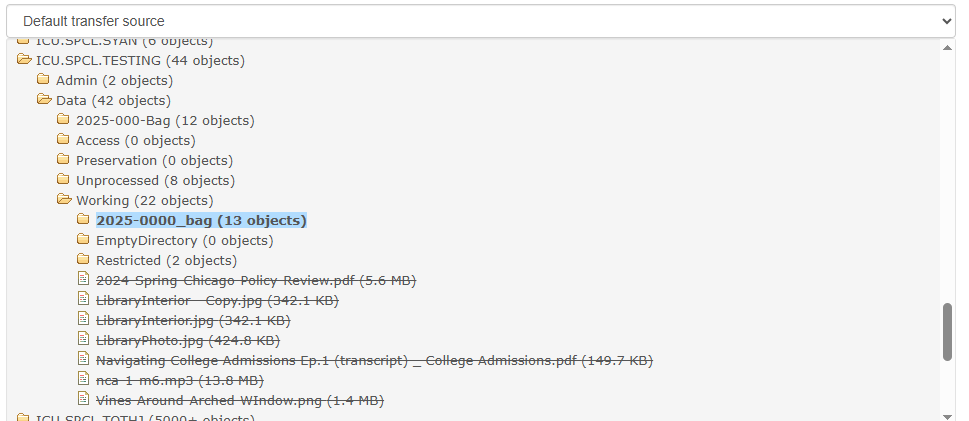 Default transfer source
ICU.SPCL.SYAN (6 objects)
ICU.SPCL.TESTING (44 objects)
Admin (2 objects)
Data (42 objects)
2025-000-Bag (12 objects)
Access (0 objects)
Preservation (0 objects)
Unprocessed (8 objects)
Working (22 objects)
2025-0000_bag (13 objects)
EmptyDirectory (0 objects)
Restricted (2 objects)
2024-Spring-Chicago-Policy-Review.pdf (5.6 MB)
LibraryInterior - Copy.jpg (342.1 KB)
LibraryInterior.jpg (342.1 KB)
LibraryPhoto.jpg (424.8 KB)
Navigating College Admissions Ep.1 (transcript) _ College Admissions.pdf (149.7 KB)
nca-1-m6.mp3 (13.8 MB)
Vines Around Arched WIndow.png (1.4 MB)
ICU.SPCL.TOTHJ (5000+ objects)